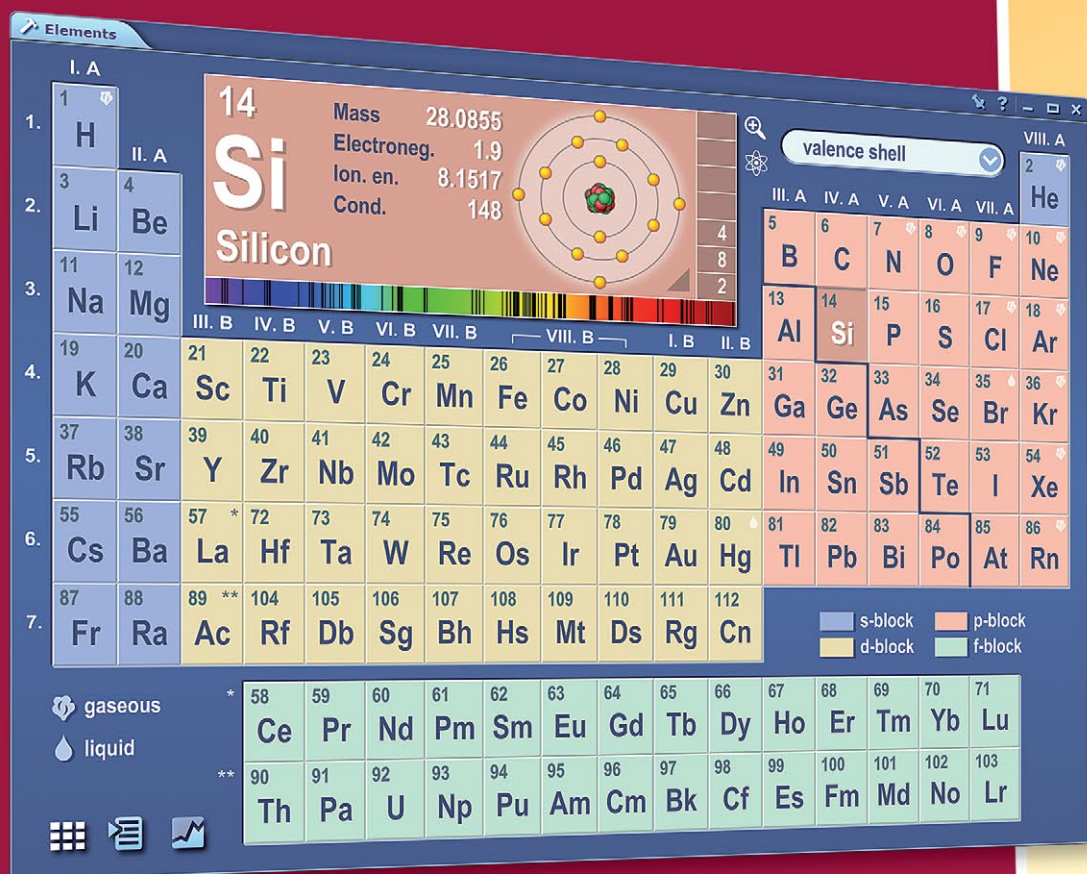 Elements
I. A
VIII. A
1.
1
H
II. A
14
Si
Silicon
Mass 28.0855
Electroneg. 1.9
Ion. en. 8.1517
Cond. 148
4
8
2
?
valence shell
2
He
2.
3
Li
4
Be
III. A IV. A V. A VI. A VII. A
5 6 7 8 9 10
B C N O F Ne
3.
11 12
Na Mg
13 14 15 16 17 18
Al Si P S Cl Ar
III. B IV. B V. B VI. B VII. B VIII. B I. B II. B
4.
19 20 21 22 23 24 25 26 27 28 29 30 31 32 33 34 35 36
K Ca Sc Ti V Cr Mn Fe Co Ni Cu Zn Ga Ge As Se Br Kr
5.
37 38 39 40 41 42 43 44 45 46 47 48 49 50 51 52 53 54
Rb Sr Y Zr Nb Mo Tc Ru Rh Pd Ag Cd In Sn Sb Te I Xe
6.
55 56 57 * 72 73 74 75 76 77 78 79 80 81 82 83 84 85 86
Cs Ba La Hf Ta W Re Os Ir Pt Au Hg Tl Pb Bi Po At Rn
7.
87 88 89 ** 104 105 106 107 108 109 110 111 112
Fr Ra Ac Rf Db Sg Bh Hs Mt Ds Rg Cn
s-block p-block
d-block f-block
gaseous
liquid
* 58 59 60 61 62 63 64 65 66 67 68 69 70 71
Ce Pr Nd Pm Sm Eu Gd Tb Dy Ho Er Tm Yb Lu
** 90 91 92 93 94 95 96 97 98 99 100 101 102 103
Th Pa U Np Pu Am Cm Bk Cf Es Fm Md No Lr